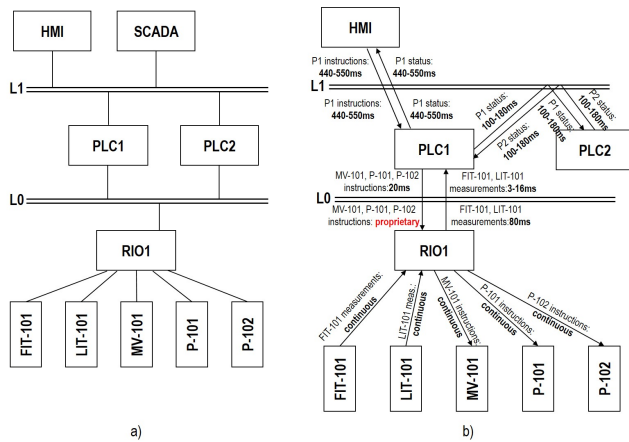 HMI
SCADA
L1
PLC1
PLC2
L0
RIO1
FIT-101
LIT-101
MV-101
P-101
P-102
a)
HMI
P1 instructions:
440-550ms
P1 status:
440-550ms
L1
P1 instructions:
440-550ms
P1 status:
440-550ms
P1 status:
100-180ms
P2 status:
100-180ms
P1 status:
100-180ms
P2 status:
100-180ms
PLC1
PLC2
MV-101, P-101, P-102
instructions:20ms
FIT-101, LIT-101
measurements:3-16ms
L0
MV-101, P-101, P-102
instructions: proprietary
FIT-101, LIT-101
measurements:80ms
RIO1
FIT-101 measurements:
continuous
LIT-101 meas.:
continuous
MV-101 instructions:
continuous
P-101 instructions:
continuous
P-102 instructions:
continuous
FIT-101
LIT-101
MV-101
P-101
P-102
b)